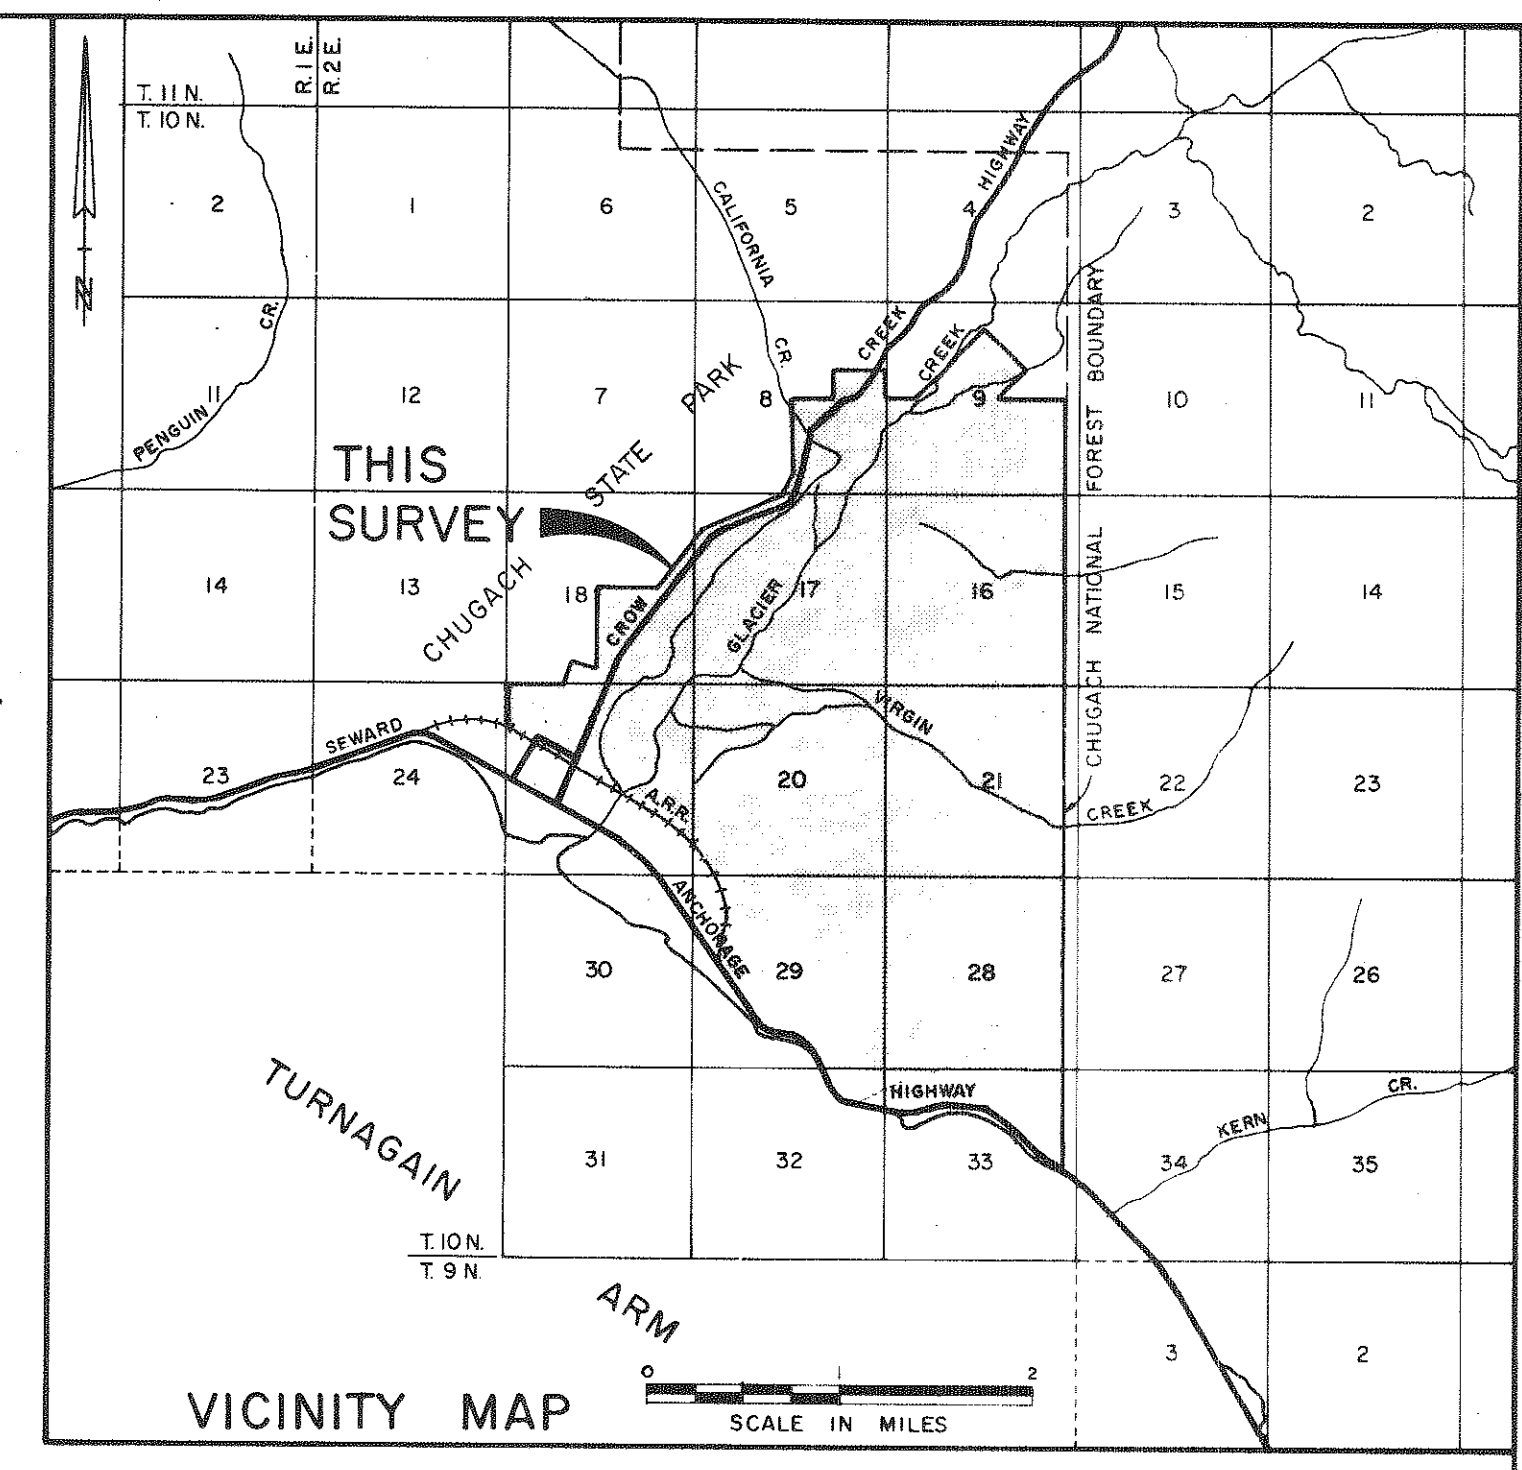 R. 1 E.
R. 2 E.
T. 11 N.
T. 10 N.
2
1
6
5
4
3
2
N
CALIFORNIA
CR.
HIGHWAY
CREEK
CREEK
CR.
PENGUIN
11
12
7
8
9
10
11
CHUGACH STATE PARK
THIS
SURVEY
14
13
18
17
16
15
14
CROW
GLACIER
CHUGACH NATIONAL FOREST BOUNDARY
SEWARD
VIRGIN
CREEK
23
24
A.R.R.
20
21
22
23
ANCHORAGE
30
29
28
27
26
HIGHWAY
KERN
CR.
TURNAGAIN
31
32
33
34
35
T. 10 N.
T. 9 N.
ARM
3
2
0 1 2
SCALE IN MILES
VICINITY MAP